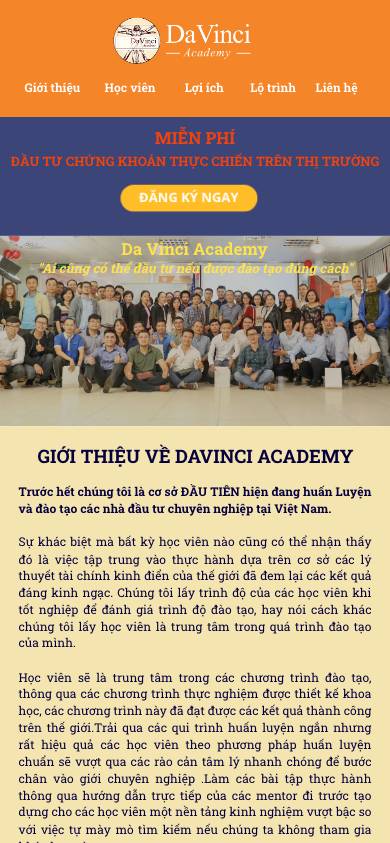 DaVinci
Academy
Giới thiệu Học viên Lợi ích Lộ trình Liên hệ
MIỄN PHÍ
ĐẦU TƯ CHỨNG KHOÁN THỰC CHIẾN TRÊN THỊ TRƯỜNG
ĐĂNG KÝ NGAY
Da Vinci Academy
"Ai cũng có thể đầu tư nếu được đào tạo đúng cách"
GIỚI THIỆU VỀ DAVINCI ACADEMY
Trước hết chúng tôi là cơ sở ĐẦU TIÊN hiện đang huấn Luyện
và đào tạo các nhà đầu tư chuyên nghiệp tại Việt Nam.
Sự khác biệt mà bất kỳ học viên nào cũng có thể nhận thấy
đó là việc tập trung vào thực hành dựa trên cơ sở các lý
thuyết tài chính kinh điển của thế giới đã đem lại các kết quả
đáng kinh ngạc. Chúng tôi lấy trình độ của các học viên khi
tốt nghiệp để đánh giá trình độ đào tạo, hay nói cách khác
chúng tôi lấy học viên là trung tâm trong quá trình đào tạo
của mình.
Học viên sẽ là trung tâm trong các chương trình đào tạo,
thông qua các chương trình thực nghiệm được thiết kế khoa
học, các chương trình này đã đạt được các kết quả thành công
trên thế giới.Trải qua các qui trình huấn luyện ngắn nhưng
rất hiệu quả các học viên theo phương pháp huấn luyện
chuẩn sẽ vượt qua các rào cản tâm lý nhanh chóng để bước
chân vào giới chuyên nghiệp .Làm các bài tập thực hành
thông qua hướng dẫn trực tiếp của các mentor đi trước tạo
dựng cho các học viên một nền tảng kinh nghiệm vượt bậc so
với việc tự mày mò tìm kiếm nếu chúng ta không tham gia